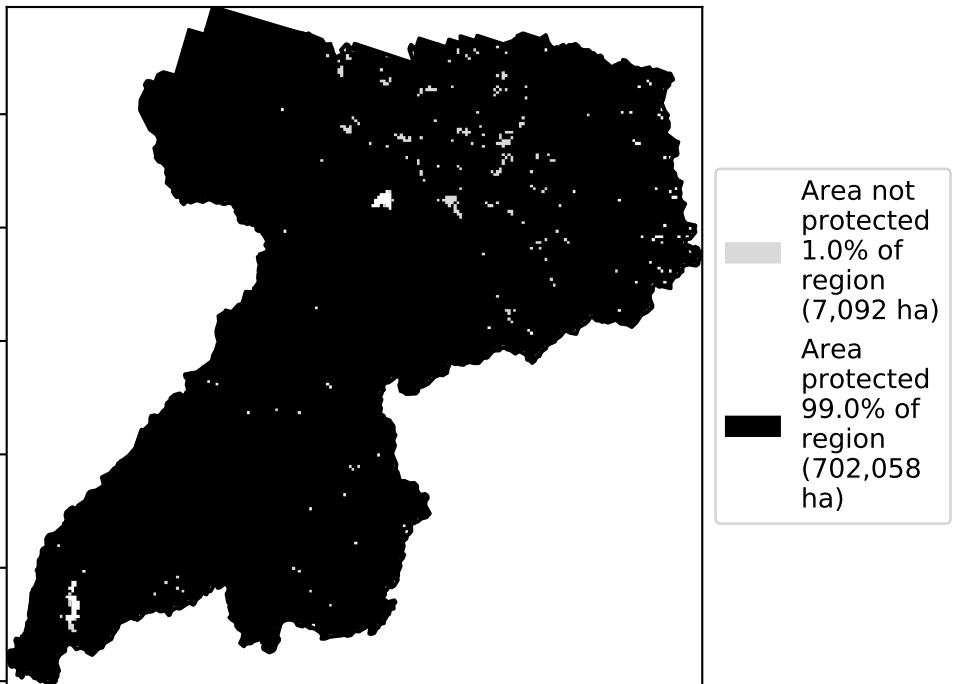 Area not
protected
1.0% of
region
(7,092 ha)
Area
protected
99.0% of
region
(702,058
ha)